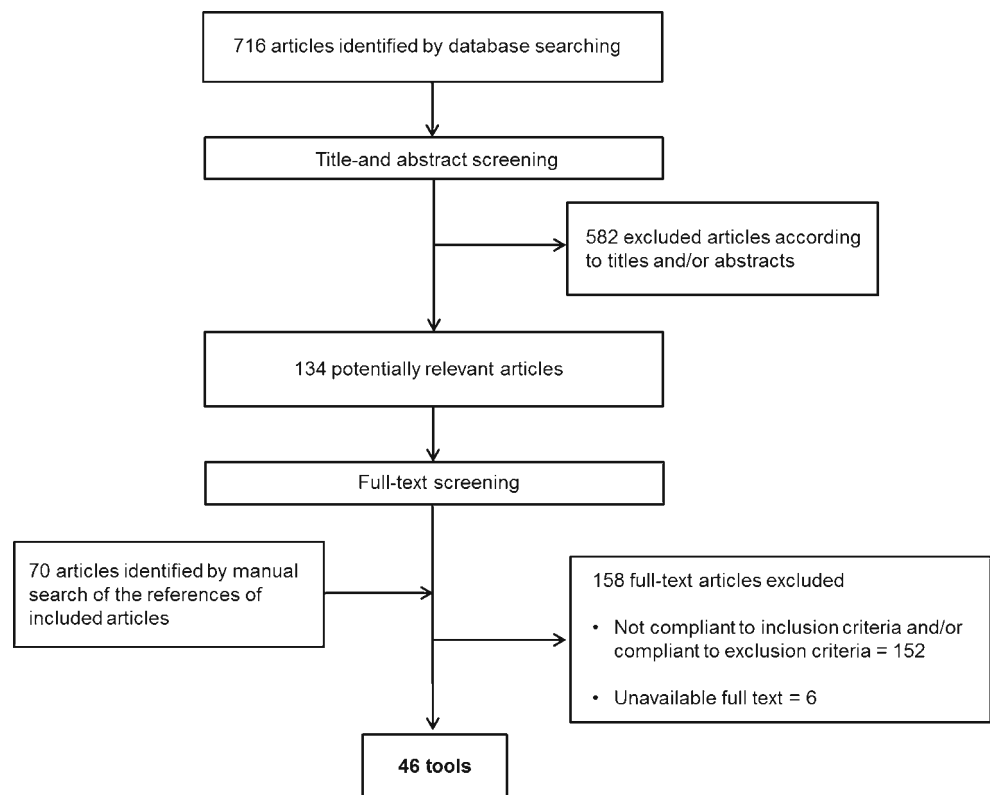 716 articles identified by database searching
Title-and abstract screening
582 excluded articles according
to titles and/or abstracts
134 potentially relevant articles
Full-text screening
70 articles identified by manual
search of the references of
included articles
158 full-text articles excluded
• Not compliant to inclusion criteria and/or
compliant to exclusion criteria = 152
• Unavailable full text = 6
46 tools